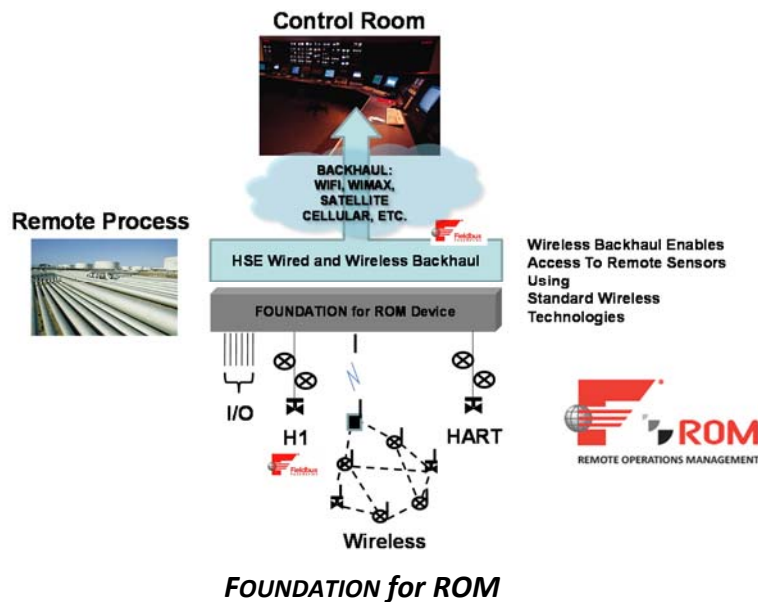 Control Room
BACKHAUL:
WIFI, WIMAX,
SATELLITE
CELLULAR, ETC.
Remote Process
Fieldbus
HSE Wired and Wireless Backhaul
Wireless Backhaul Enables
Access To Remote Sensors
Using
Standard Wireless
Technologies
FOUNDATION for ROM Device
I/O
H1
HART
Fieldbus
Wireless
ROM
REMOTE OPERATIONS MANAGEMENT
FOUNDATION for ROM